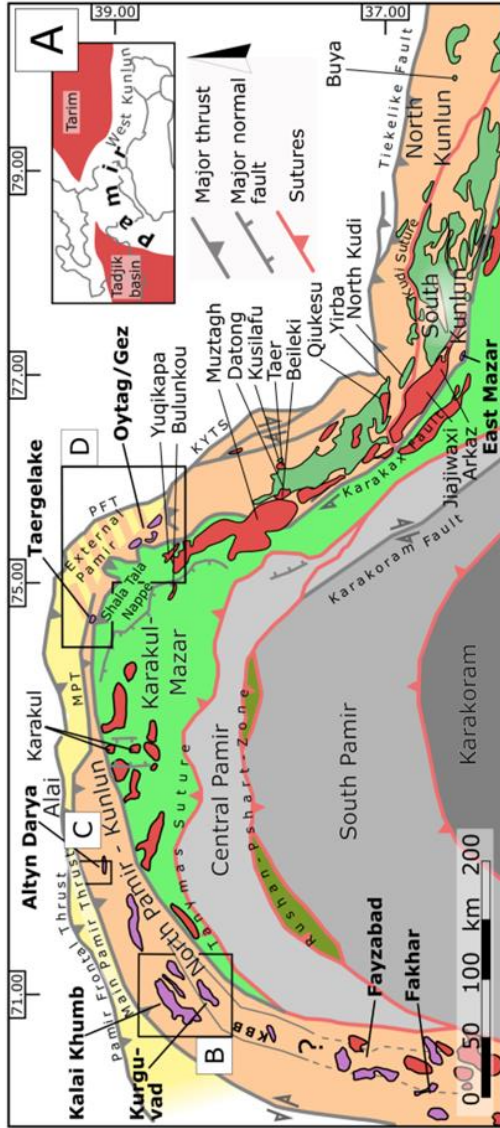 A
71.00
75.00
77.00
79.00
39.00
37.00
Tadjik
basin
Tarim
Pamir
West Kunlun
Major thrust
Major normal
fault
Sutures
Kalai Khumb
Kurgu-
vad
Altyn Darya
Karakul
Taergelake
Oytag/Gez
Yuqikapa
Bulunkou
Muztagh
Datong
Kusilafu
Taer
Beileki
Qiukesu
Yirba
North Kudi
Buya
B
C
D
Pamir Frontal Thrust
Main Pamir Thrust
Alai
MPT
PFT
External
Pamir
Shala Tala
Nappe
KYTS
Tiekelike Fault
North
Kunlun
Kudi Suture
South
Kunlun
North Pamir - Kunlun
Karakul-
Mazar
Tanymas Suture
Central Pamir
Rushan-Pshart-Zone
South Pamir
Karakoram
Karakoram Fault
Karakax Fault
Jiajiwaxi
Arkaz
East Mazar
KBB
?
Fayzabad
Fakhar
0
50
100
200
km